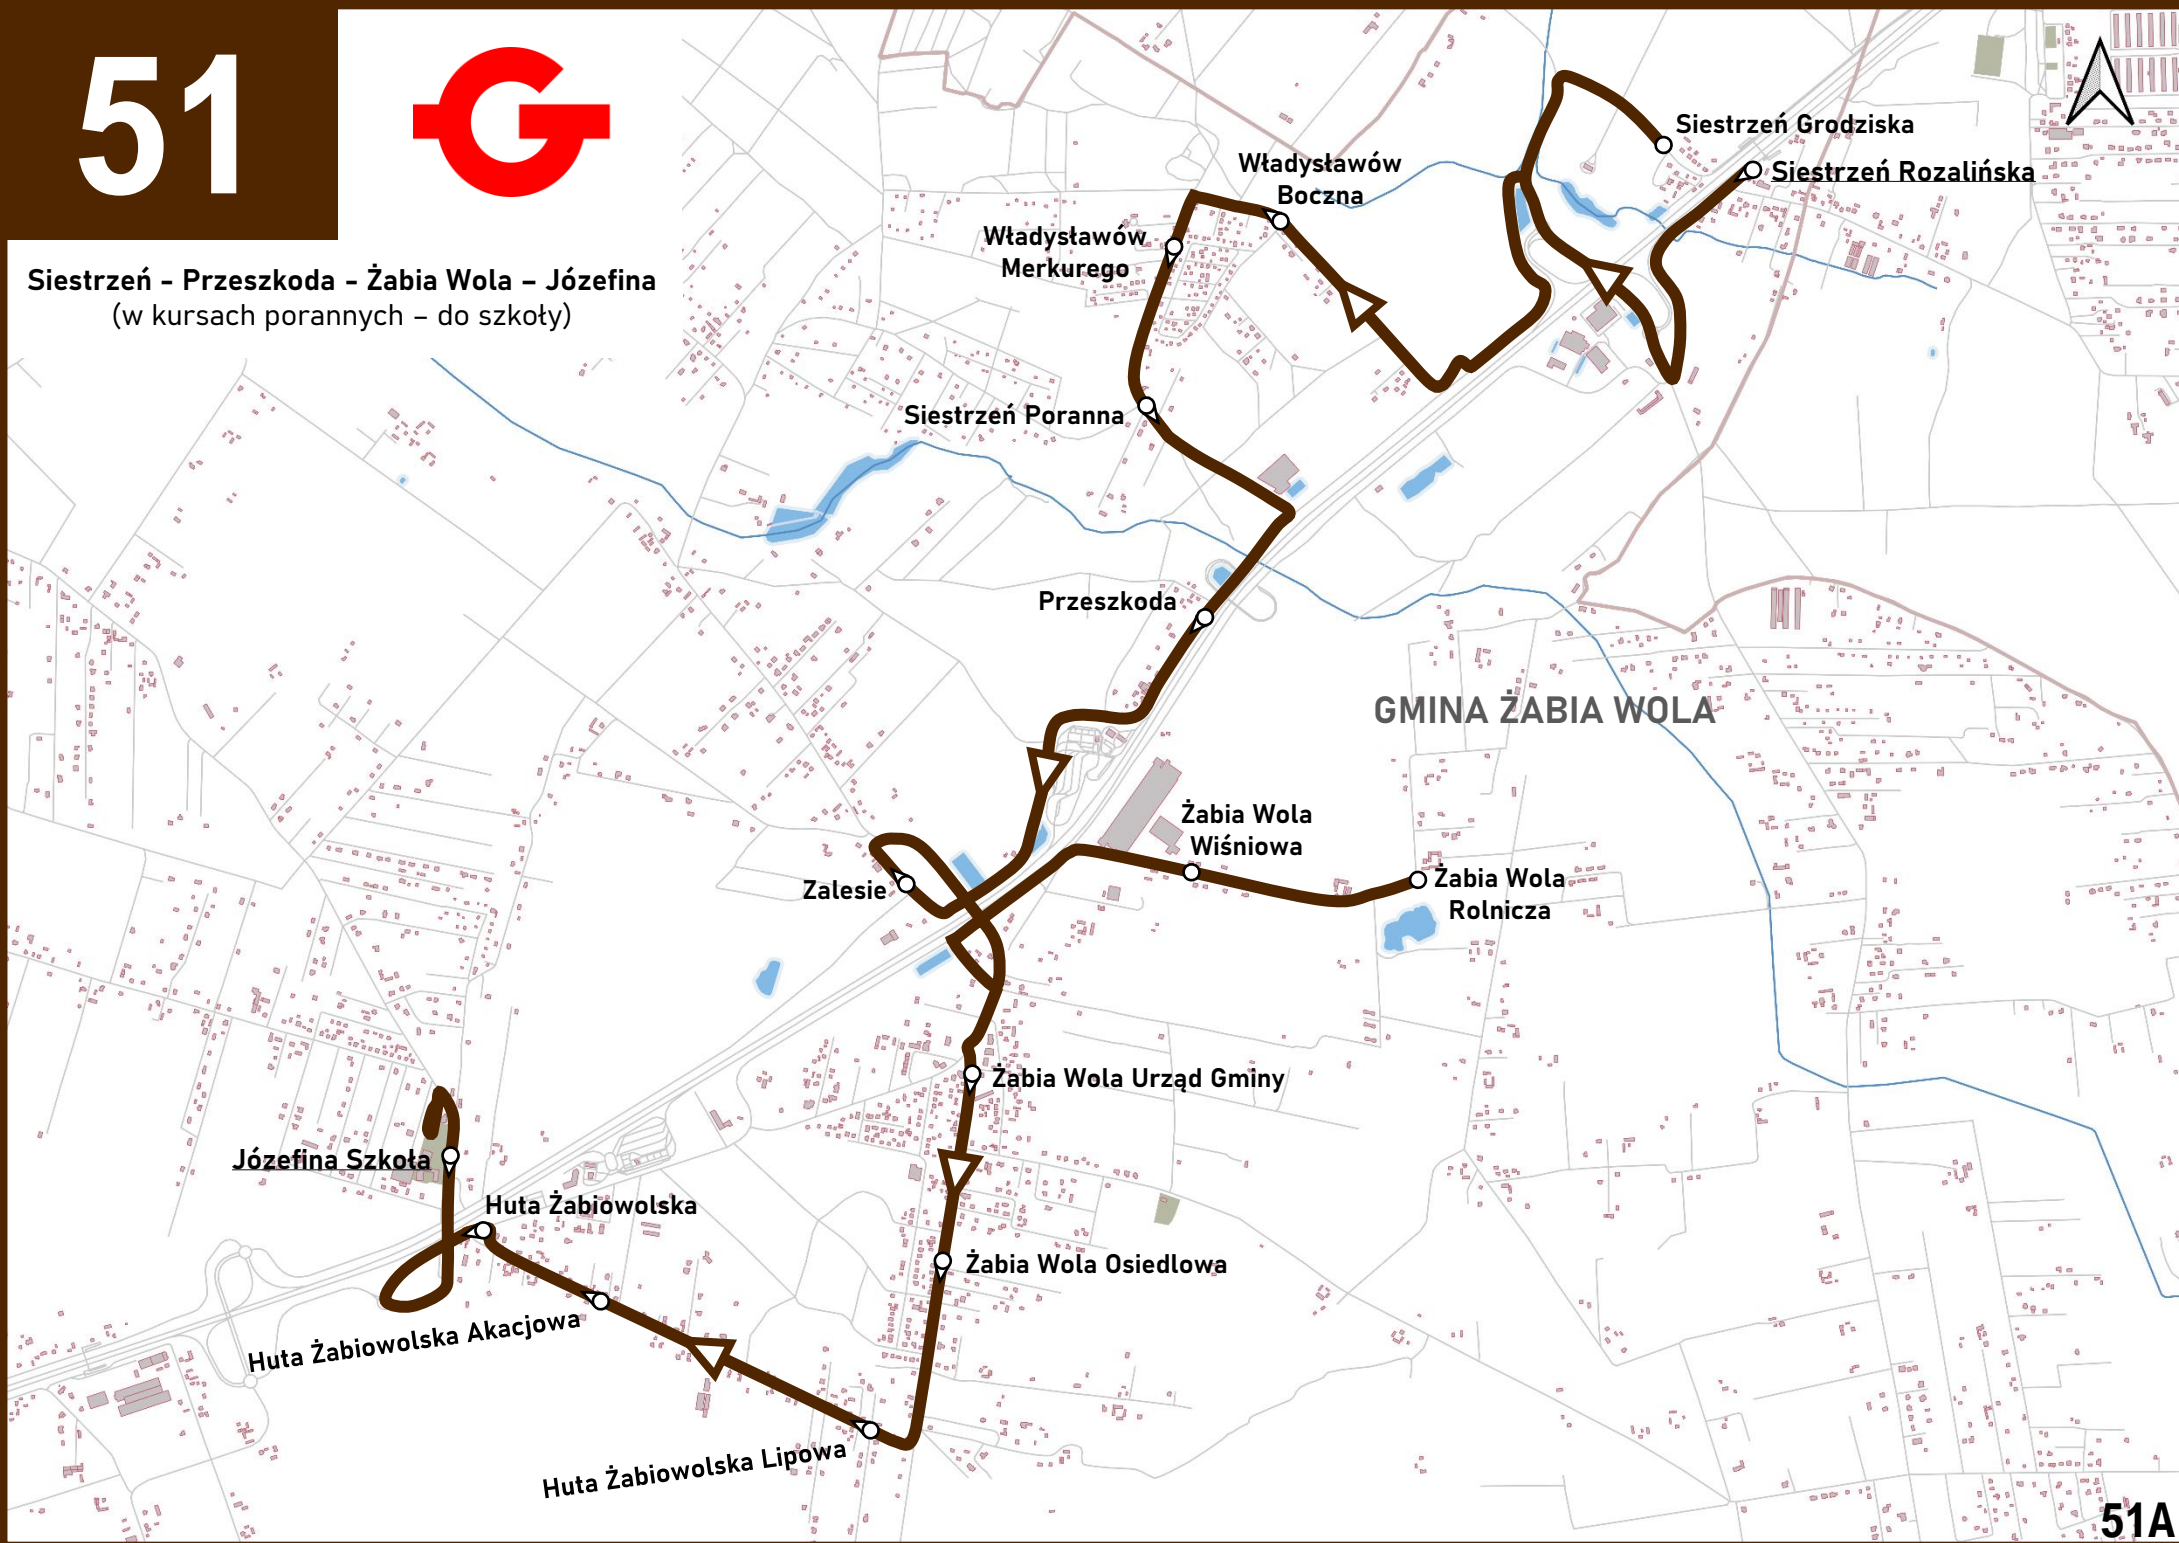 51
G
Siestrzeń - Przeszkoda - Żabia Wola – Józefina
(w kursach porannych – do szkoły)
Siestrzeń Grodziska
Siestrzeń Rozalińska
Władysławów
Boczna
Władysławów
Merkurego
Siestrzeń Poranna
Przeszkoda
GMINA ŻABIA WOLA
Żabia Wola
Wiśniowa
Żabia Wola
Rolnicza
Zalesie
Żabia Wola Urząd Gminy
Józefina Szkoła
Huta Żabiowolska
Żabia Wola Osiedlowa
Huta Żabiowolska Akacjowa
Huta Żabiowolska Lipowa
51A